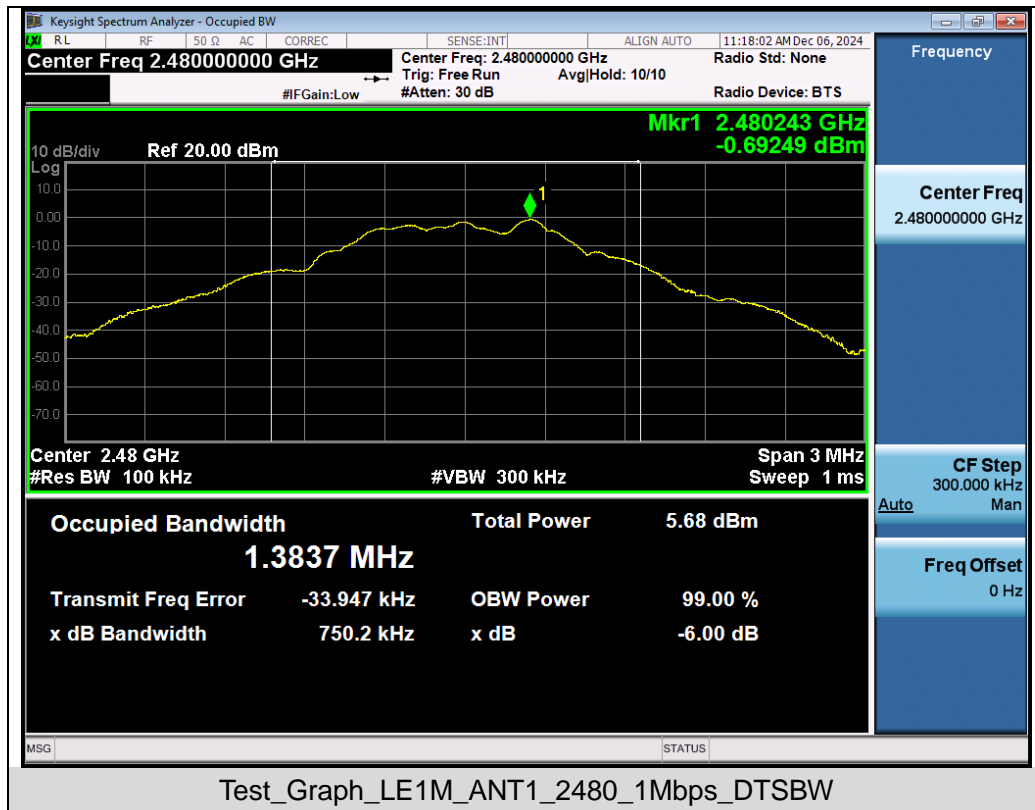 Keysight Spectrum Analyzer - Occupied BW
LXI RL RF 50 Ω AC CORREC SENSE:INT ALIGN AUTO 11:18:02 AM Dec 06, 2024
Center Freq 2.480000000 GHz
Center Freq: 2.480000000 GHz
Radio Std: None
Trig: Free Run Avg|Hold: 10/10
#IFGain:Low #Atten: 30 dB
Radio Device: BTS
Frequency
Mkr1 2.480243 GHz
-0.69249 dBm
10 dB/div Ref 20.00 dBm
Log
10.0
0.00
-10.0
-20.0
-30.0
-40.0
-50.0
-60.0
-70.0
1
Center 2.48 GHz Span 3 MHz
#Res BW 100 kHz #VBW 300 kHz Sweep 1 ms
Center Freq
2.480000000 GHz
CF Step
300.000 kHz
Auto Man
Freq Offset
0 Hz
Occupied Bandwidth Total Power 5.68 dBm
1.3837 MHz
Transmit Freq Error -33.947 kHz OBW Power 99.00 %
x dB Bandwidth 750.2 kHz x dB -6.00 dB
MSG STATUS
Test_Graph_LE1M_ANT1_2480_1Mbps_DTSBW